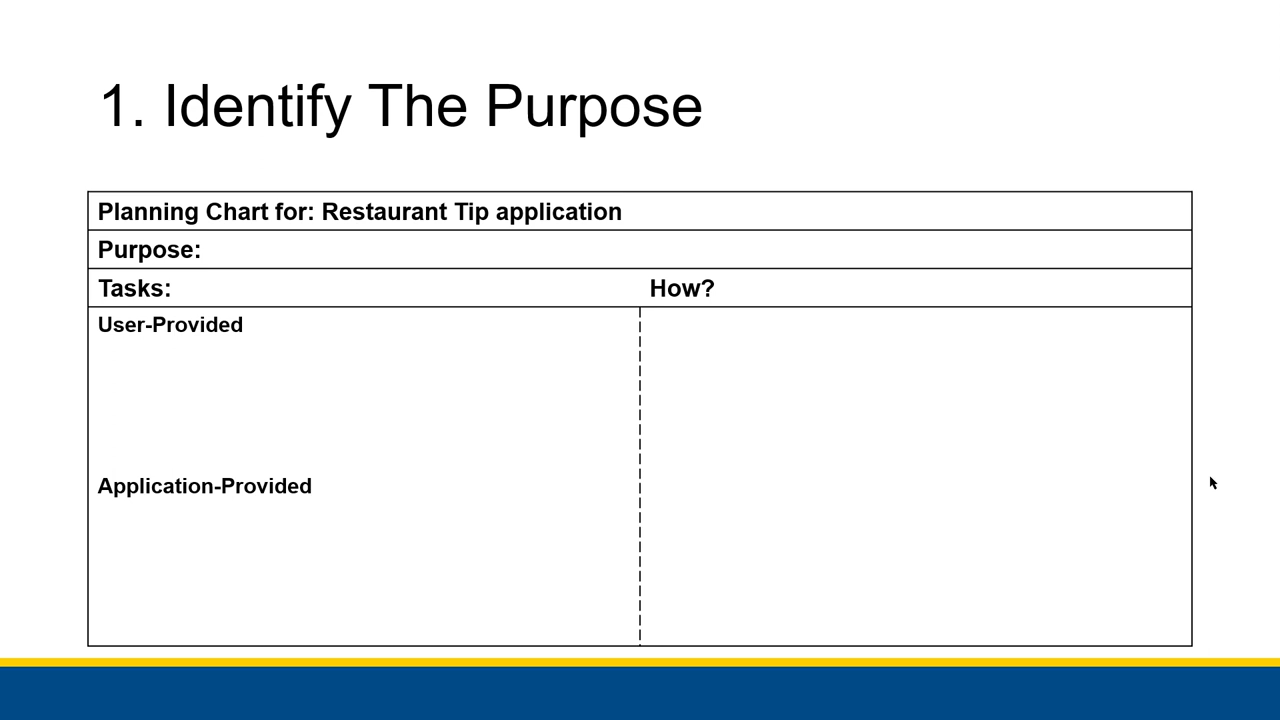 1. Identify The Purpose
Planning Chart for: Restaurant Tip application
Purpose:
Tasks: How?
User-Provided
Application-Provided